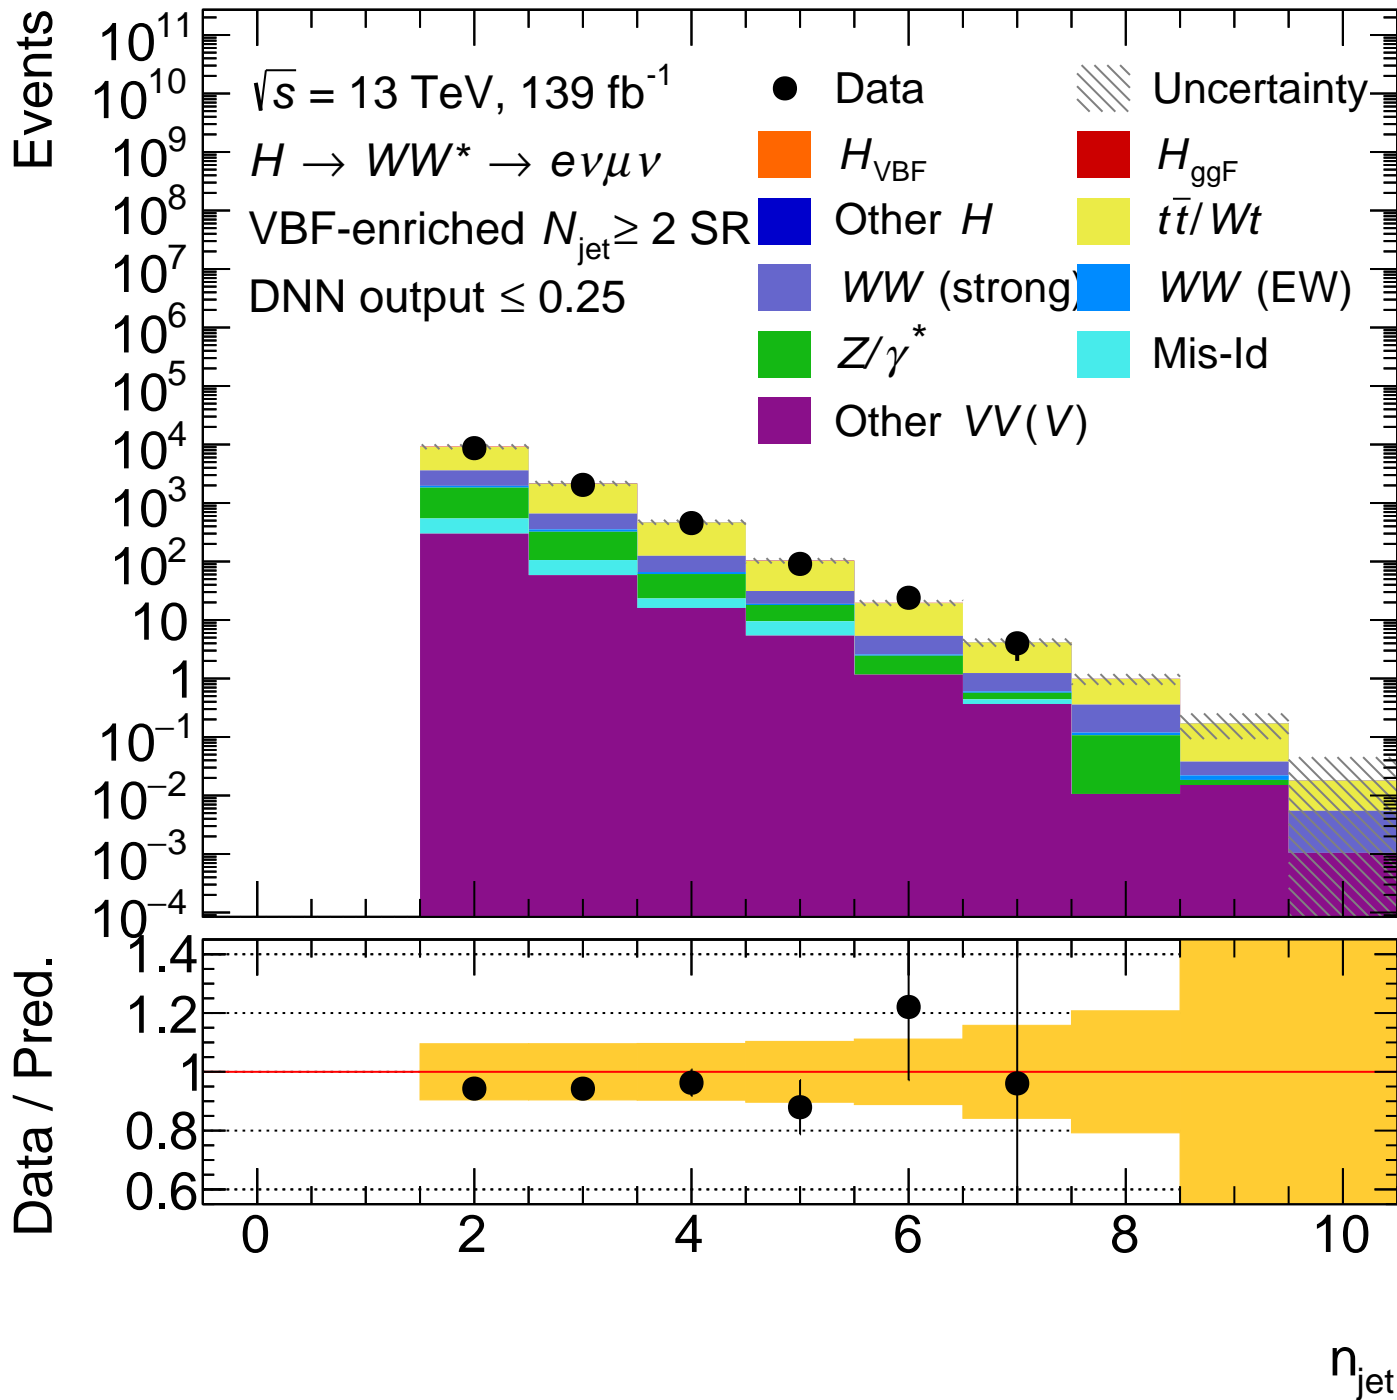 Events
10¹¹
10¹⁰
10⁹
10⁸
10⁷
10⁶
10⁵
10⁴
10³
10²
10
1
10⁻¹
10⁻²
10⁻³
10⁻⁴
√s = 13 TeV, 139 fb⁻¹
H → WW* → eνμν
VBF-enriched N_jet ≥ 2 SR
DNN output ≤ 0.25
Data
Uncertainty
H_VBF
H_ggF
Other H
tt̄/Wt
WW (strong)
WW (EW)
Z/γ*
Mis-Id
Other VV(V)
Data / Pred.
1.4
1.2
1
0.8
0.6
0 2 4 6 8 10
n_jet